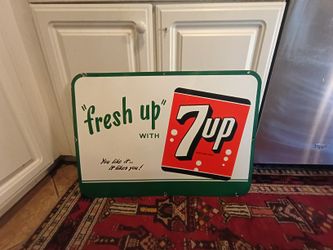 "fresh up"
WITH
7up
You like it...
it likes you!